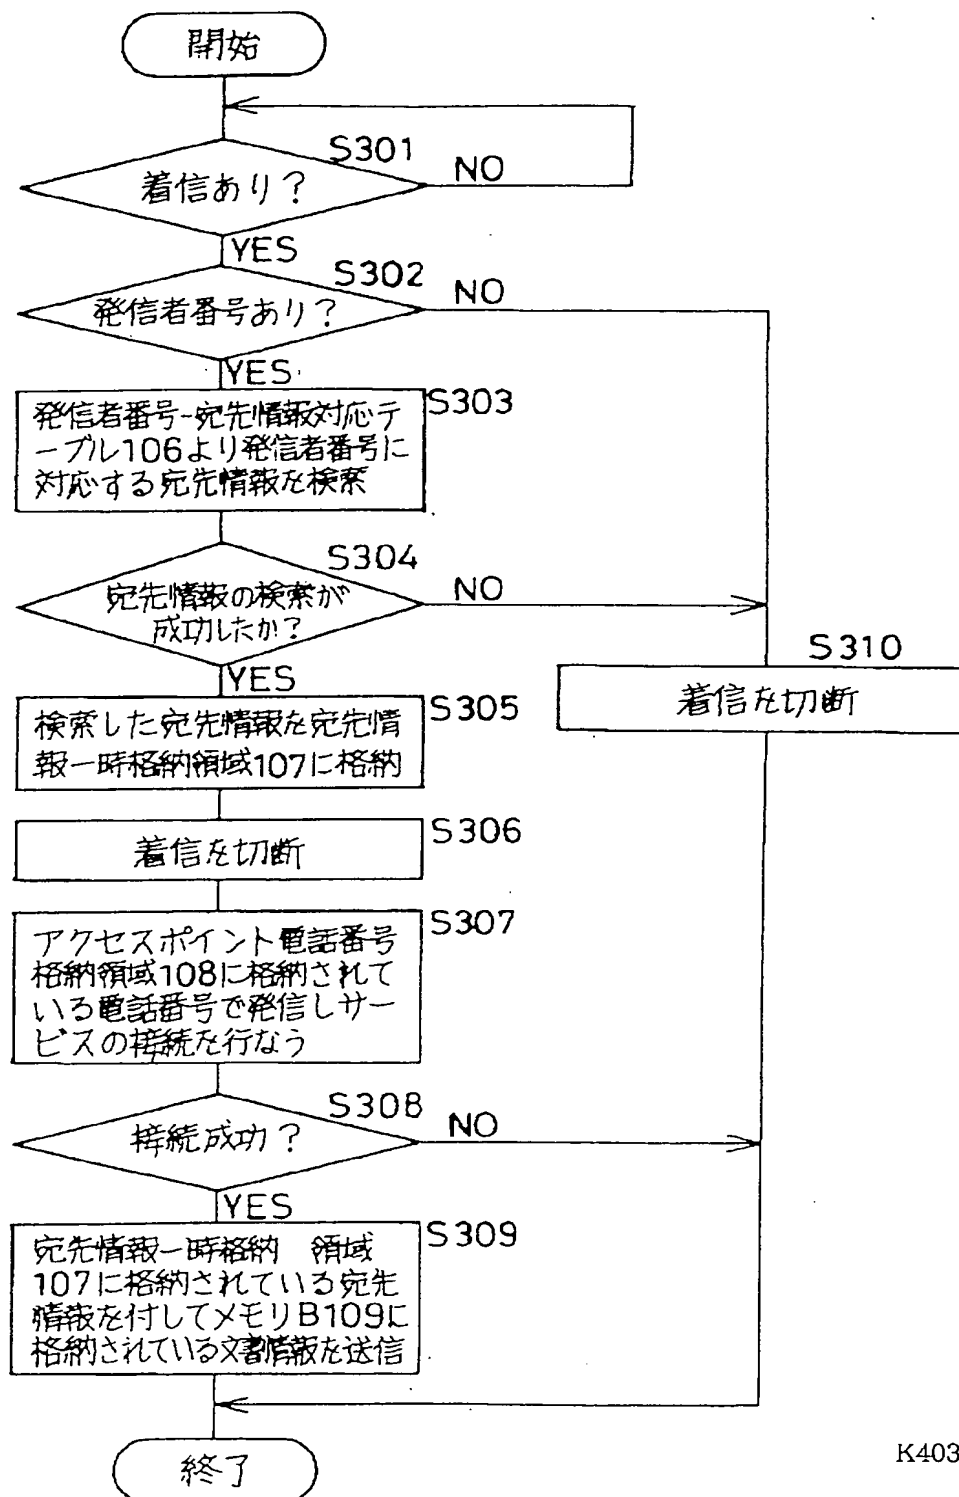 開始
S301
着信あり?
NO
YES
S302
発信者番号あり?
NO
YES
S303
発信者番号-宛先情報対応テ
ーブル106より発信者番号に
対応する宛先情報を検索
S304
宛先情報の検索が
成功したか?
NO
YES
S310
着信を切断
S305
検索した宛先情報を宛先情
報一時格納領域107に格納
S306
着信を切断
S307
アクセスポイント電話番号
格納領域108に格納されて
いる電話番号で発信しサー
ビスの接続を行なう
S308
接続成功?
NO
YES
S309
宛先情報一時格納 領域
107に格納されている宛先
情報を付してメモリB109に
格納されている文書情報を送信
終了
K403